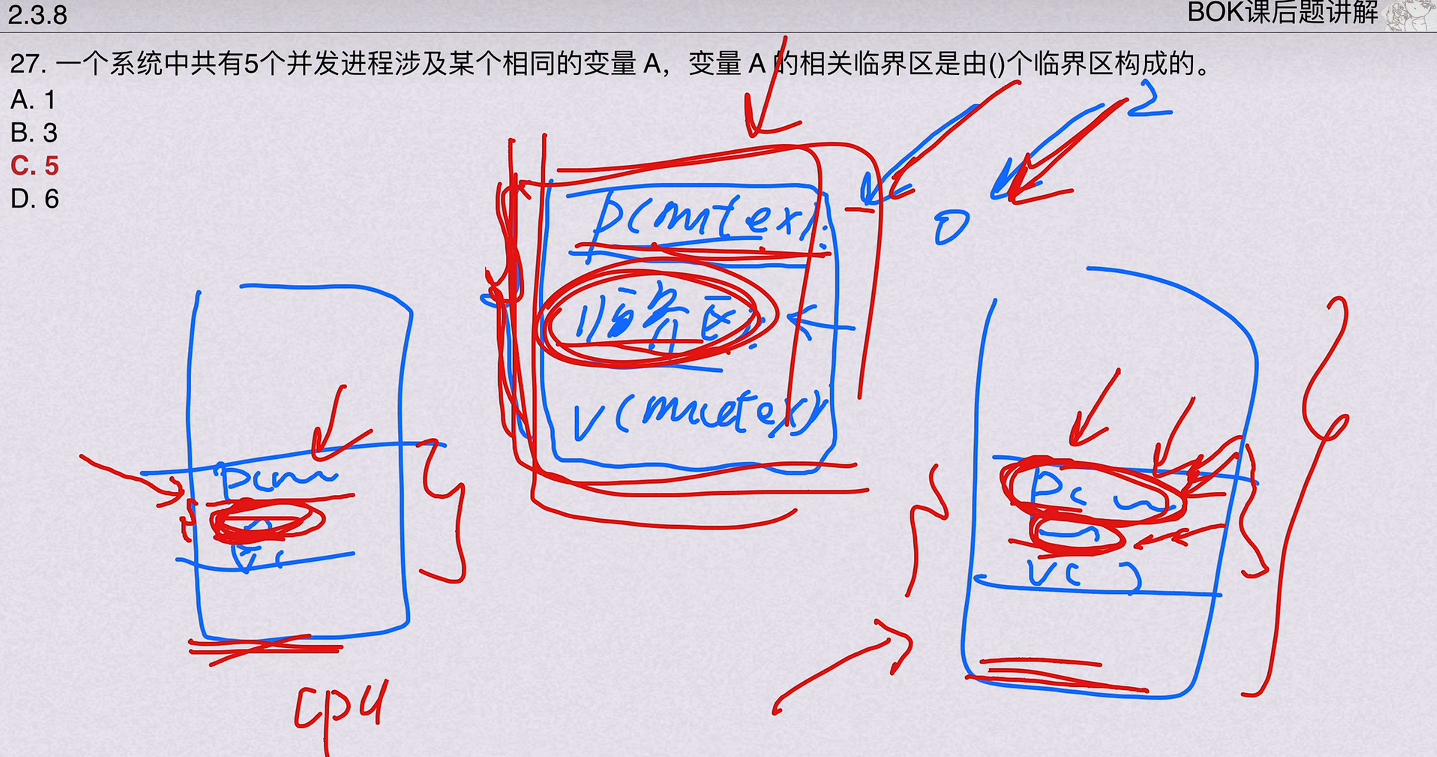 2.3.8
BOK课后题讲解
27. 一个系统中共有5个并发进程涉及某个相同的变量 A，变量 A 的相关临界区是由()个临界区构成的。
A. 1
B. 3
C. 5
D. 6
2
P(mutex).
0
临界区.
V(mutex)
P(m
V(
P(
V( )
cpu